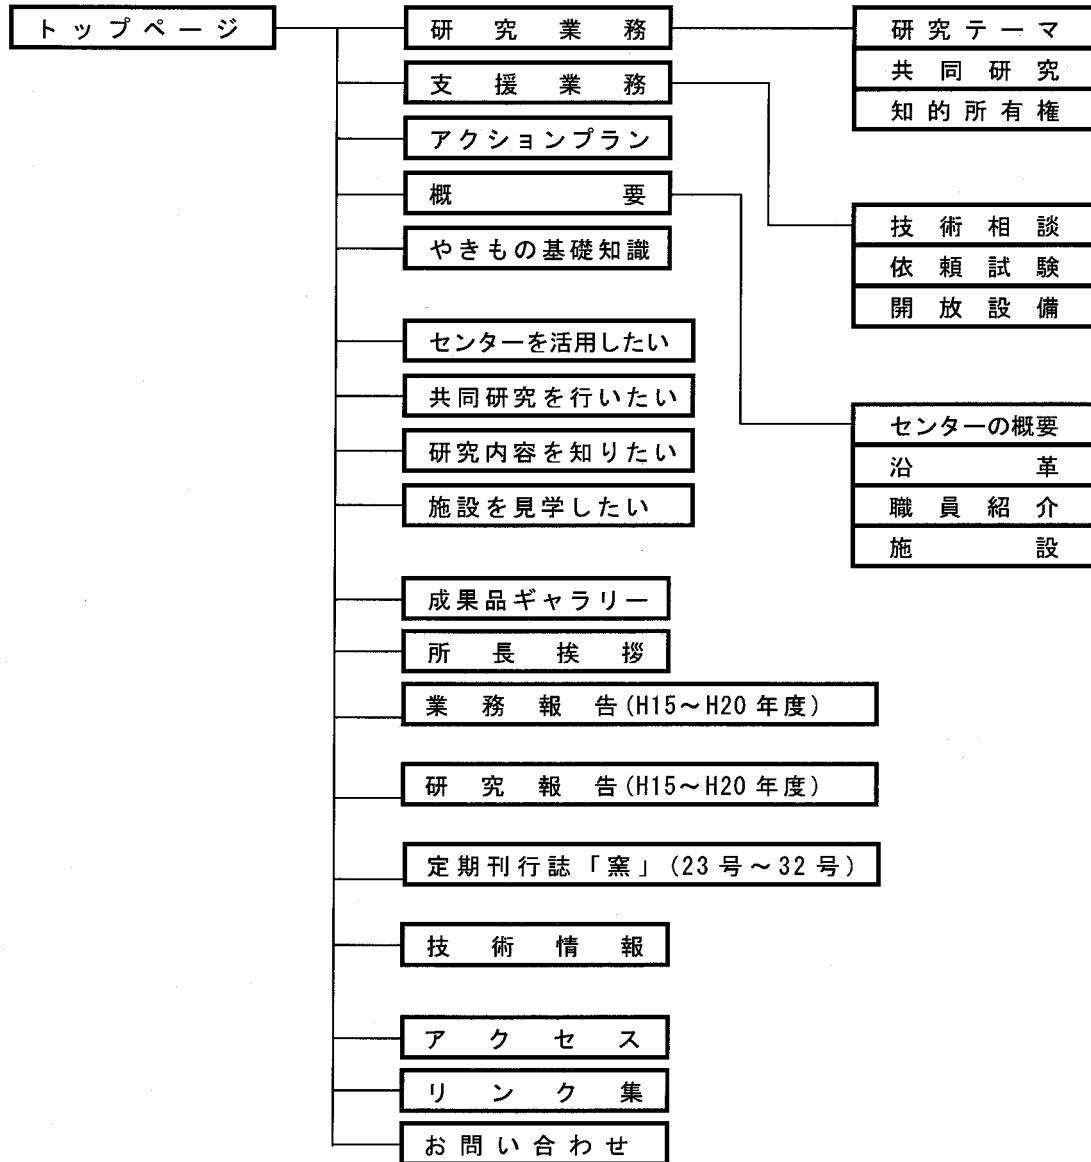 トップページ
研究業務
支援業務
アクションプラン
概要
やきもの基礎知識
センターを活用したい
共同研究を行いたい
研究内容を知りたい
施設を見学したい
成果品ギャラリー
所長挨拶
業務報告(H15～H20年度)
研究報告(H15～H20年度)
定期刊行誌「窯」(23号～32号)
技術情報
アクセス
リンク集
お問い合わせ
研究テーマ
共同研究
知的所有権
技術相談
依頼試験
開放設備
センターの概要
沿革
職員紹介
施設